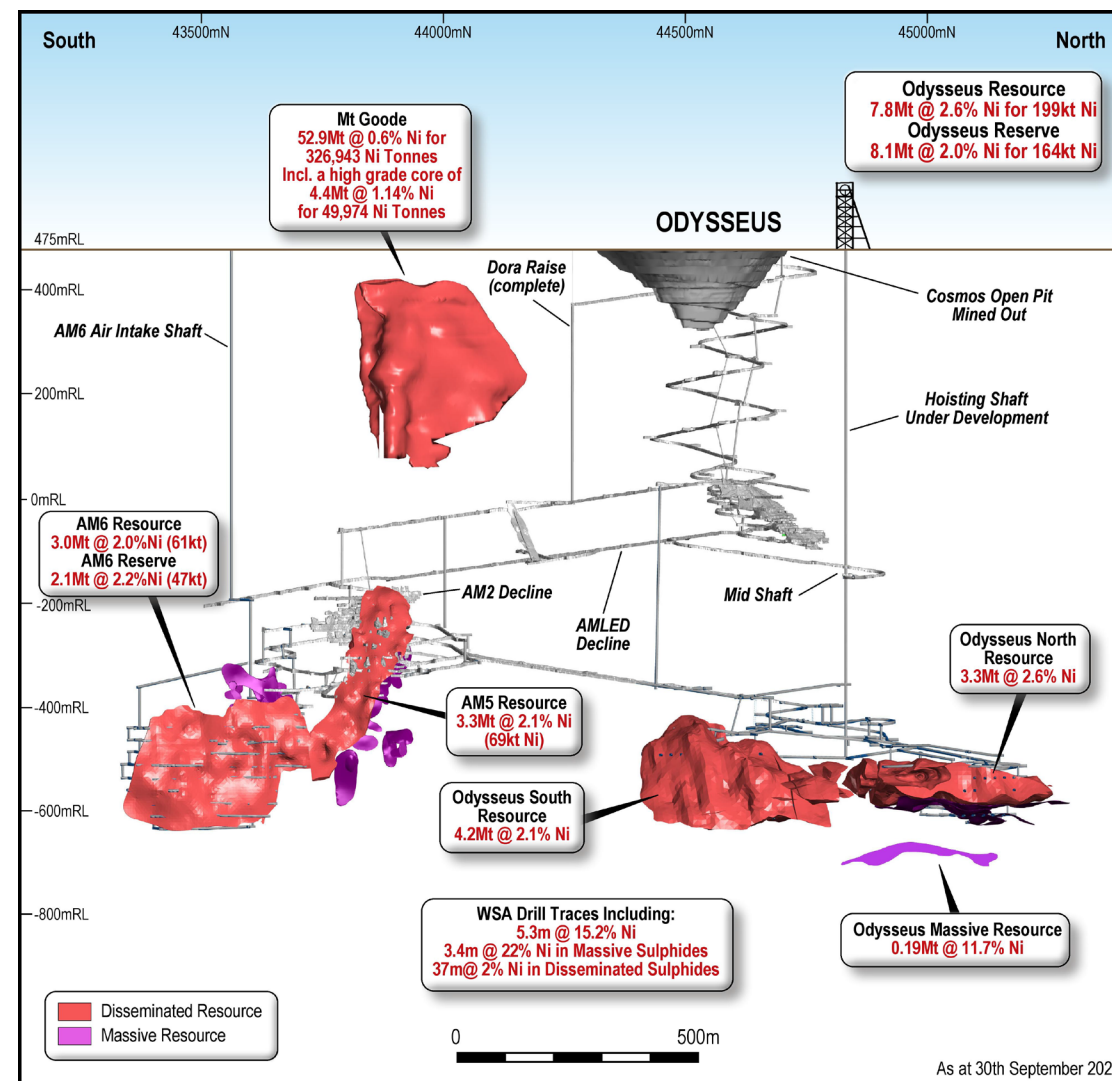 South
43500mN
44000mN
44500mN
45000mN
North
Odysseus Resource
7.8Mt @ 2.6% Ni for 199kt Ni
Odysseus Reserve
8.1Mt @ 2.0% Ni for 164kt Ni
Mt Goode
52.9Mt @ 0.6% Ni for
326,943 Ni Tonnes
Incl. a high grade core of
4.4Mt @ 1.14% Ni
for 49,974 Ni Tonnes
ODYSSEUS
475mRL
400mRL
200mRL
0mRL
-200mRL
-400mRL
-600mRL
-800mRL
AM6 Air Intake Shaft
Dora Raise
(complete)
Cosmos Open Pit
Mined Out
Hoisting Shaft
Under Development
AM6 Resource
3.0Mt @ 2.0%Ni (61kt)
AM6 Reserve
2.1Mt @ 2.2%Ni (47kt)
AM2 Decline
AMLED
Decline
Mid Shaft
Odysseus North
Resource
3.3Mt @ 2.6% Ni
AM5 Resource
3.3Mt @ 2.1% Ni
(69kt Ni)
Odysseus South
Resource
4.2Mt @ 2.1% Ni
WSA Drill Traces Including:
5.3m @ 15.2% Ni
3.4m @ 22% Ni in Massive Sulphides
37m@ 2% Ni in Disseminated Sulphides
Odysseus Massive Resource
0.19Mt @ 11.7% Ni
Disseminated Resource
Massive Resource
0
500m
As at 30th September 202